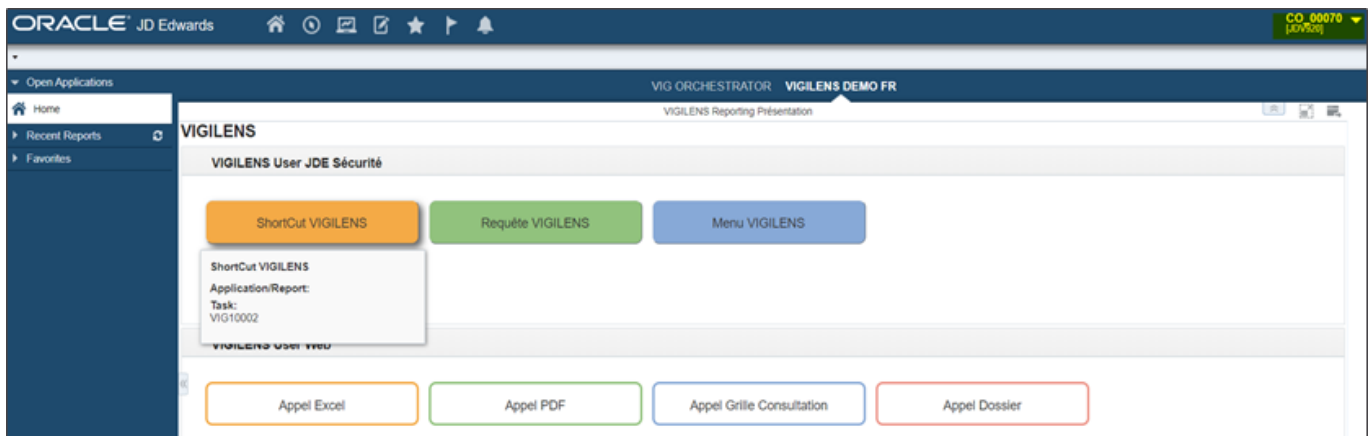 ORACLE JD Edwards
CO_00070
[JDV920]
Open Applications
VIG ORCHESTRATOR VIGILENS DEMO FR
Home
VIGILENS Reporting Présentation
Recent Reports
VIGILENS
Favorites
VIGILENS User JDE Sécurité
ShortCut VIGILENS
Requête VIGILENS
Menu VIGILENS
ShortCut VIGILENS
Application/Report:
Task:
VIG10002
VIGILENS User Web
Appel Excel
Appel PDF
Appel Grille Consultation
Appel Dossier